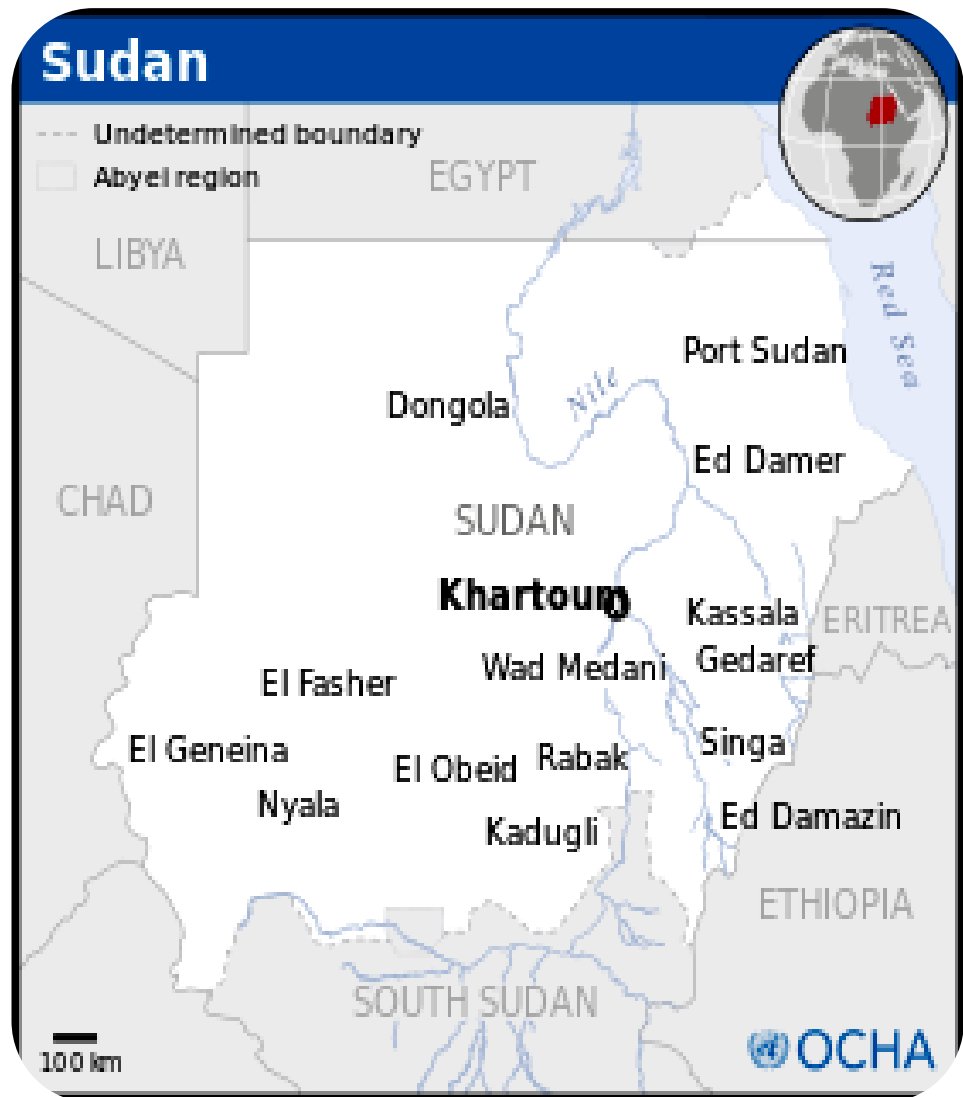 Sudan
Undetermined boundary
Abyei region
EGYPT
LIBYA
Red Sea
Port Sudan
Nile
Dongola
Ed Damer
CHAD
SUDAN
Khartoum
Kassala
ERITREA
Gedaref
Wad Medani
El Fasher
Singa
El Geneina
Rabak
El Obeid
Nyala
Ed Damazin
Kadugli
ETHIOPIA
SOUTH SUDAN
100 km
OCHA